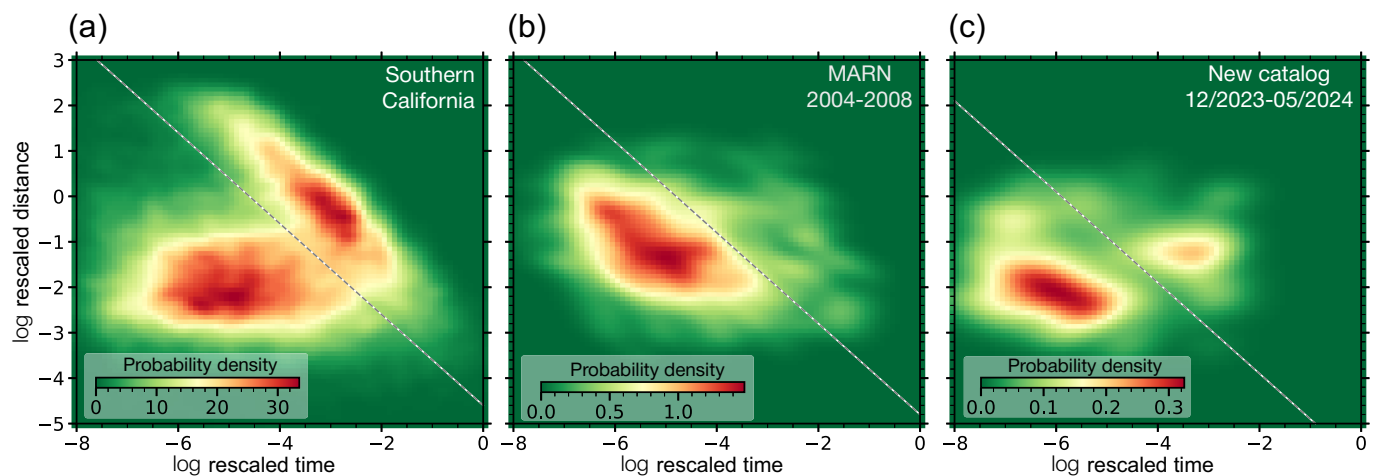 (a)
(b)
(c)
Southern
California
MARN
2004-2008
New catalog
12/2023-05/2024
3
2
1
0
−1
−2
−3
−4
−5
log rescaled distance
Probability density
0 10 20 30
Probability density
0.0 0.5 1.0
Probability density
0.0 0.1 0.2 0.3
−8 −6 −4 −2 0
−8 −6 −4 −2 0
−8 −6 −4 −2 0
log rescaled time
log rescaled time
log rescaled time